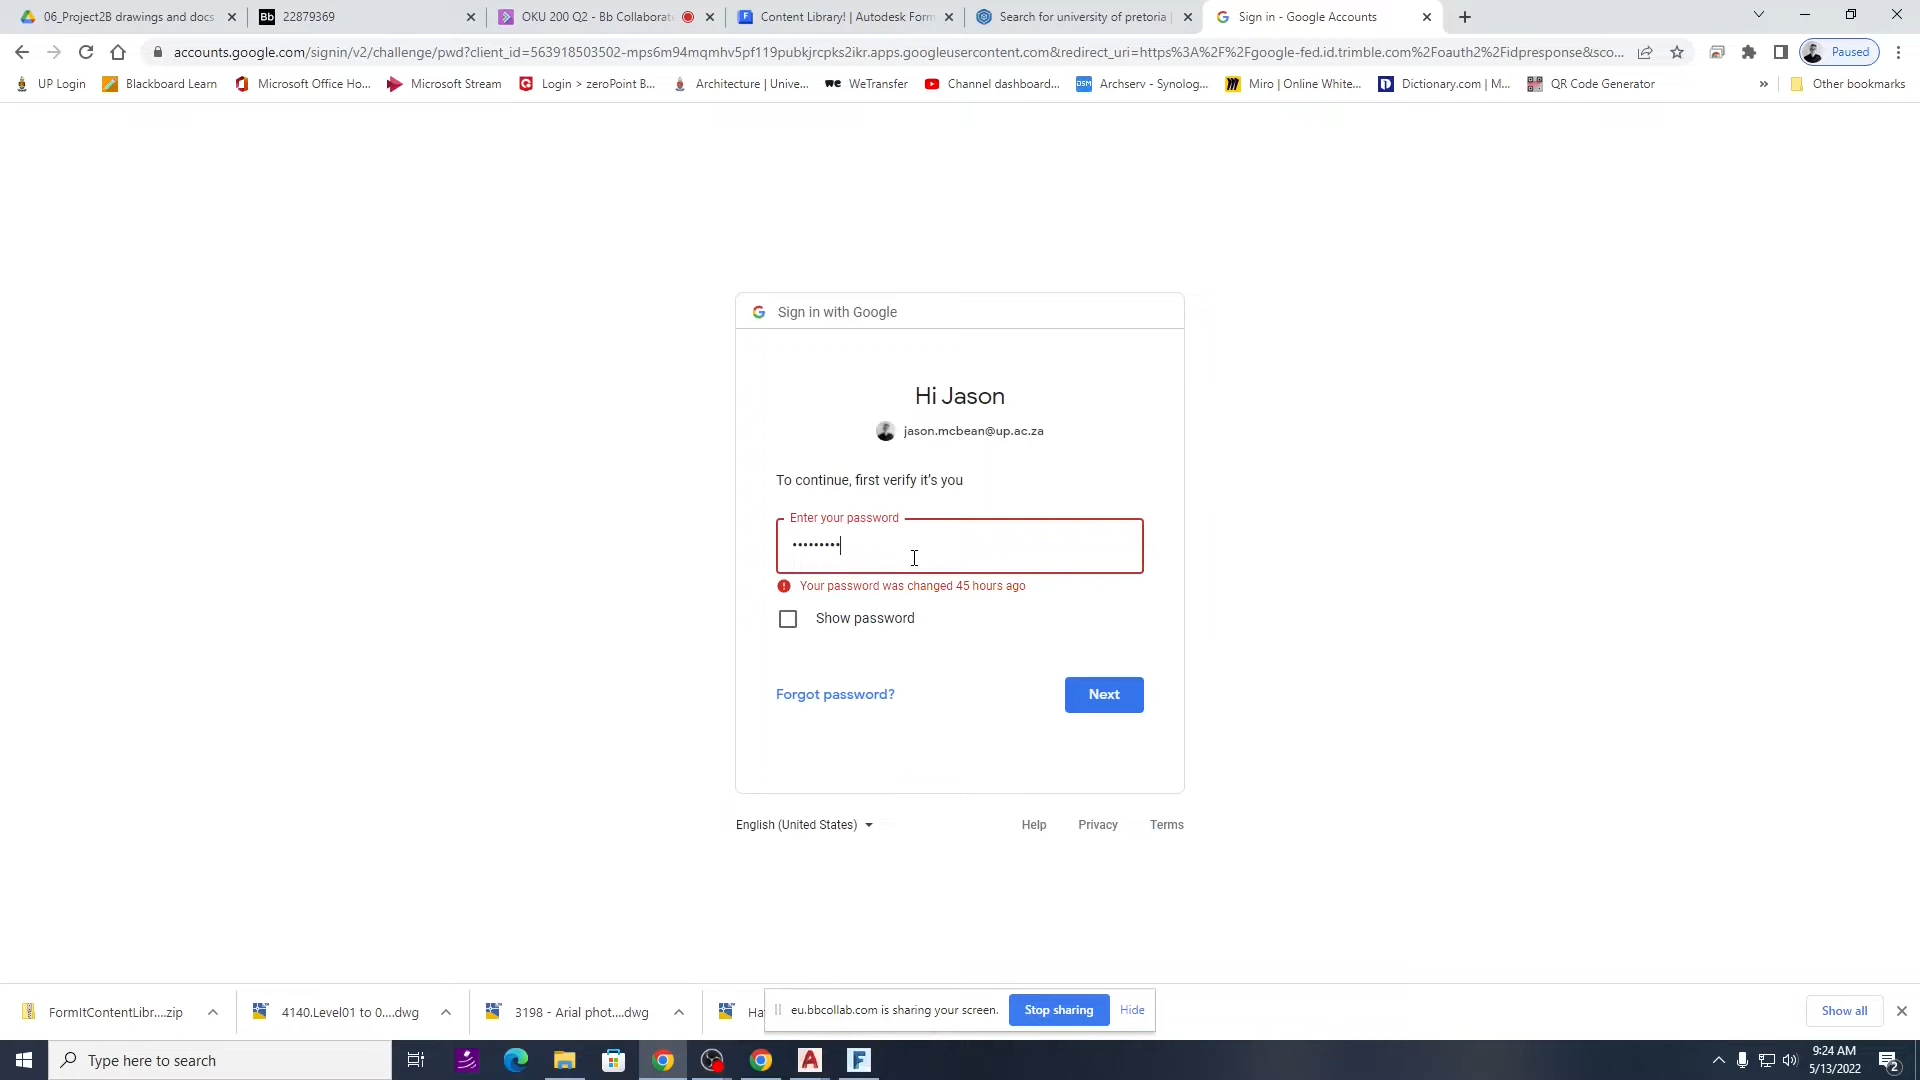 06_Project2B drawings and docs
Bb 22879369
OKU 200 Q2 - Bb Collaborat
Content Library! | Autodesk Form
Search for university of pretoria |
Sign in - Google Accounts
accounts.google.com/signin/v2/challenge/pwd?client_id=563918503502-mps6m94mqmhv5pf119pubkjrcpks2ikr.apps.googleusercontent.com&redirect_uri=https%3A%2F%2Fgoogle-fed.id.trimble.com%2Foauth2%2Fidpresponse&sco...
Paused
UP Login
Blackboard Learn
Microsoft Office Ho...
Microsoft Stream
Login > zeroPoint B...
Architecture | Unive...
we WeTransfer
Channel dashboard...
DSM Archserv - Synolog...
Miro | Online White...
Dictionary.com | M...
QR Code Generator
»
Other bookmarks
G Sign in with Google
Hi Jason
jason.mcbean@up.ac.za
To continue, first verify it's you
Enter your password
•••••••••
Your password was changed 45 hours ago
Show password
Forgot password?
Next
English (United States)
Help
Privacy
Terms
FormItContentLibr....zip
4140.Level01 to 0....dwg
3198 - Arial phot....dwg
Ha
eu.bbcollab.com is sharing your screen.
Stop sharing
Hide
Show all
Type here to search
A
F
9:24 AM
5/13/2022
2